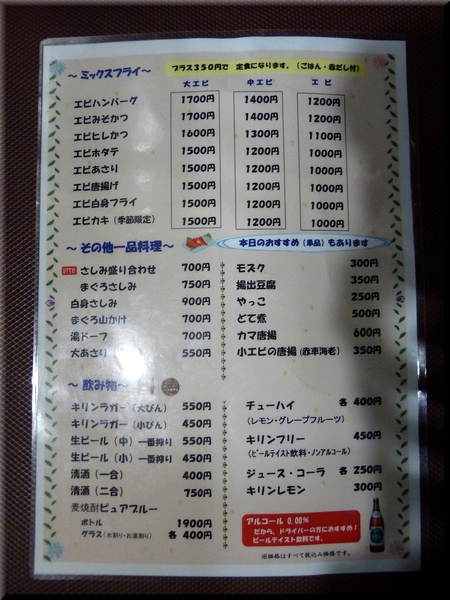 ～ミックスフライ～
プラス350円で 定食になります。（ごはん・赤だし付）
大エビ 中エビ エビ
エビハンバーグ 1700円 1400円 1200円
エビみそかつ 1700円 1400円 1200円
エビヒレかつ 1600円 1300円 1100円
エビホタテ 1500円 1200円 1000円
エビあさり 1500円 1200円 1000円
エビ唐揚げ 1500円 1200円 1000円
エビ白身フライ 1500円 1200円 1000円
エビカキ（季節限定） 1500円 1200円 1000円
～その他一品料理～
本日のおすすめ（単品）もあります
さしみ盛り合わせ 700円
まぐろさしみ 750円
白身さしみ 900円
まぐろ山かけ 700円
湯ドーフ 700円
大あさり 550円
モズク 300円
揚出豆腐 350円
やっこ 250円
どて煮 500円
カマ唐揚 600円
小エビの唐揚（赤車海老） 350円
～飲み物～
キリンラガー（大びん） 550円
キリンラガー（小びん） 450円
生ビール（中）一番搾り 550円
生ビール（小）一番搾り 450円
清酒（一合） 400円
清酒（二合） 750円
麦焼酎ピュアブルー
ボトル 1900円
グラス（水割り・お湯割り） 各 400円
チューハイ 各 400円
（レモン・グレープフルーツ）
キリンフリー 450円
（ビールテイスト飲料・ノンアルコール）
ジュース・コーラ 各 250円
キリンレモン 300円
アルコール 0.00%
だから、ドライバーの方におすすめ！
ビールテイスト飲料です。
※価格はすべて税込み価格です。